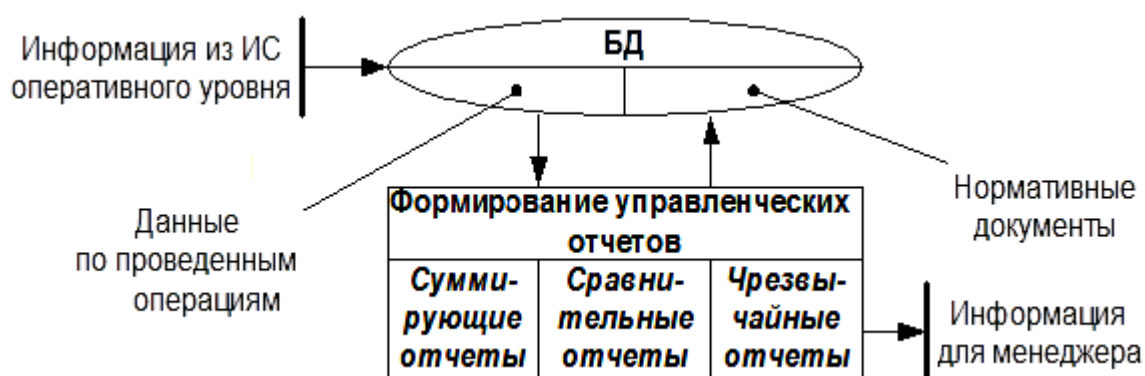 Информация из ИС
оперативного уровня
БД
Данные
по проведенным
операциям
Нормативные
документы
Формирование управленческих
отчетов
Сумми-
рующие
отчеты
Сравни-
тельные
отчеты
Чрезвы-
чайные
отчеты
Информация
для менеджера